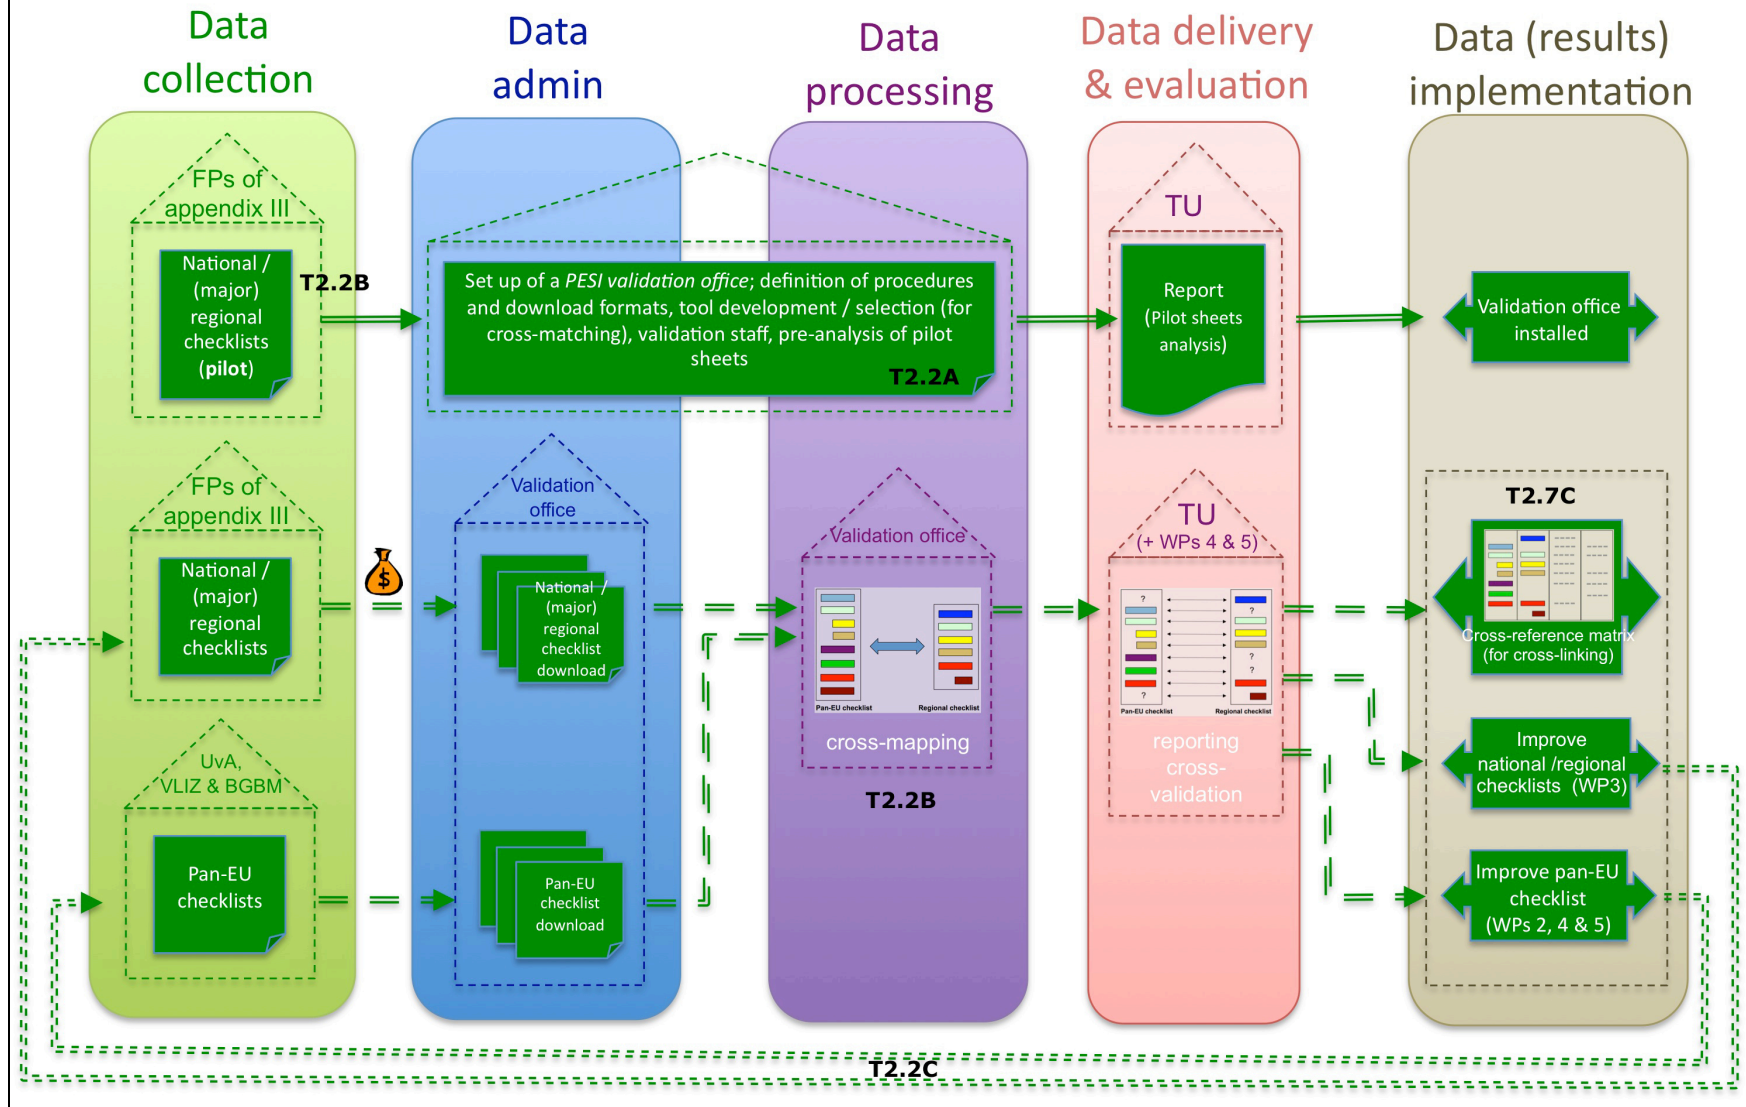 Data
collection
Data
admin
Data
processing
Data delivery
& evaluation
Data (results)
implementation
FPs of
appendix III
National /
(major)
regional
checklists
(pilot)
T2.2B
Set up of a PESI validation office; definition of procedures
and download formats, tool development / selection (for
cross-matching), validation staff, pre-analysis of pilot
sheets
T2.2A
TU
Report
(Pilot sheets
analysis)
Validation office
installed
FPs of
appendix III
National /
(major)
regional
checklists
$
Validation
office
National /
(major)
regional
checklist
download
Validation office
Pan-EU checklist
Regional checklist
cross-mapping
T2.2B
TU
(+ WPs 4 & 5)
?
?
?
?
?
?
Pan-EU checklist
Regional checklist
reporting
cross-
validation
T2.7C
Cross-reference matrix
(for cross-linking)
Improve
national /regional
checklists (WP3)
Improve pan-EU
checklist
(WPs 2, 4 & 5)
UvA,
VLIZ & BGBM
Pan-EU
checklists
Pan-EU
checklist
download
T2.2C